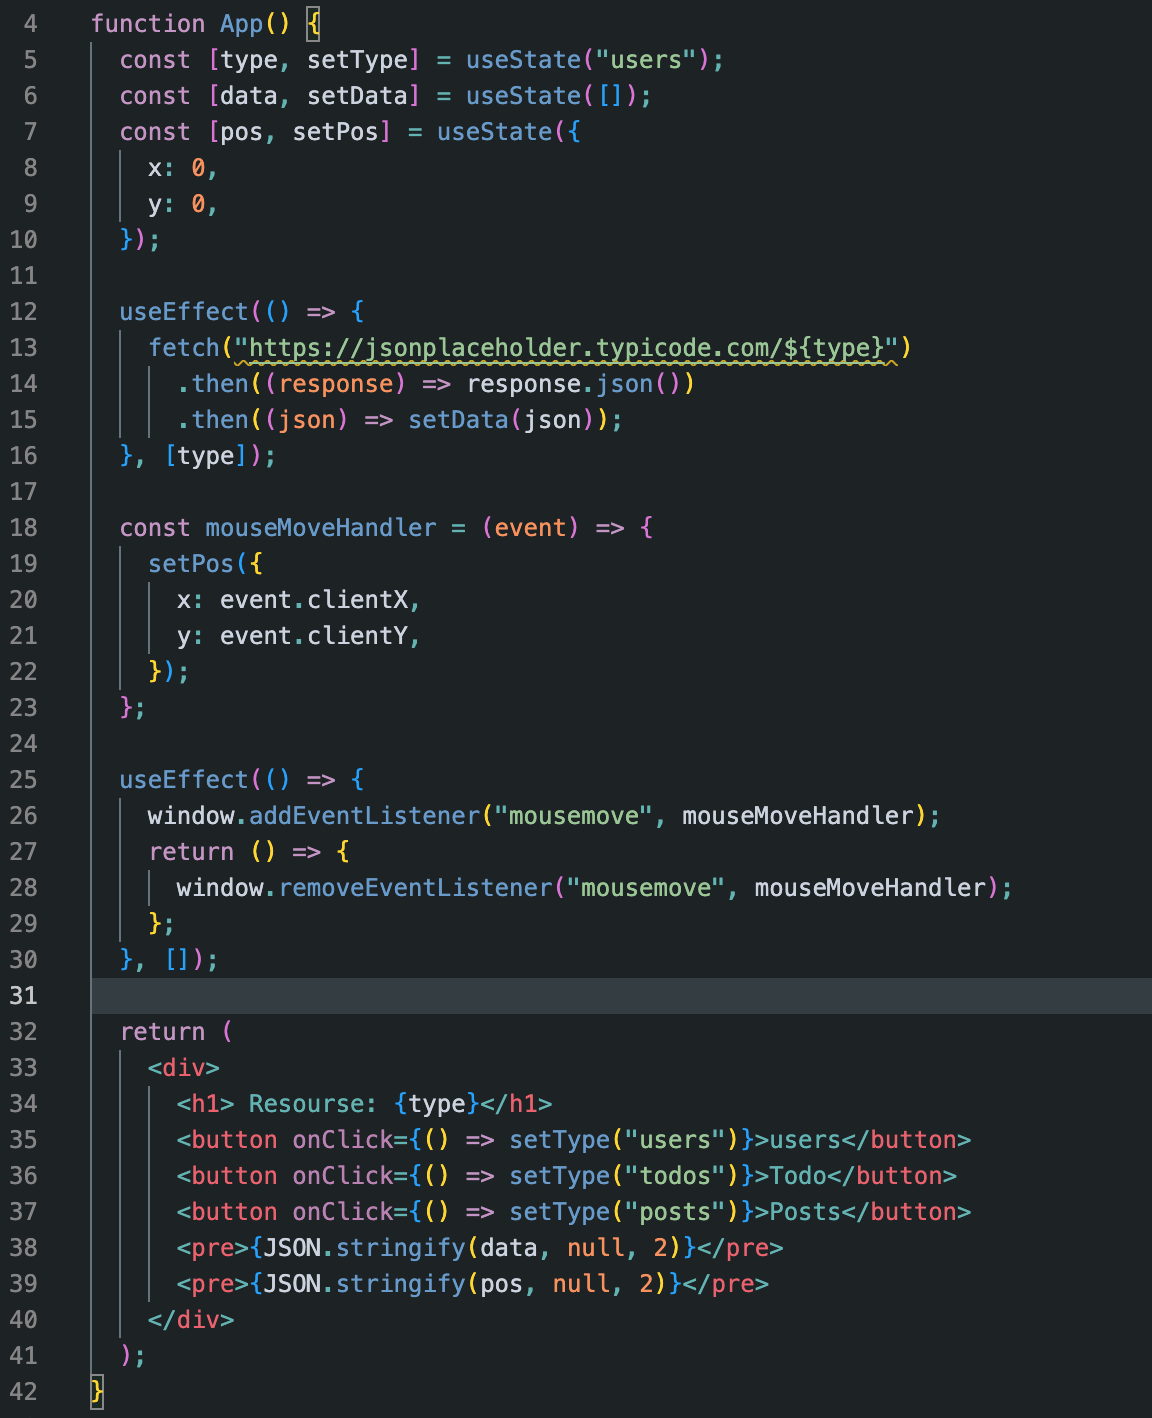 4 function App() {
5 const [type, setType] = useState("users");
6 const [data, setData] = useState([]);
7 const [pos, setPos] = useState({
8 x: 0,
9 y: 0,
10 });
11
12 useEffect(() => {
13 fetch("https://jsonplaceholder.typicode.com/${type}")
14 .then((response) => response.json())
15 .then((json) => setData(json));
16 }, [type]);
17
18 const mouseMoveHandler = (event) => {
19 setPos({
20 x: event.clientX,
21 y: event.clientY,
22 });
23 };
24
25 useEffect(() => {
26 window.addEventListener("mousemove", mouseMoveHandler);
27 return () => {
28 window.removeEventListener("mousemove", mouseMoveHandler);
29 };
30 }, []);
31
32 return (
33 <div>
34 <h1> Resourse: {type}</h1>
35 <button onClick={() => setType("users")}>users</button>
36 <button onClick={() => setType("todos")}>Todo</button>
37 <button onClick={() => setType("posts")}>Posts</button>
38 <pre>{JSON.stringify(data, null, 2)}</pre>
39 <pre>{JSON.stringify(pos, null, 2)}</pre>
40 </div>
41 );
42 }